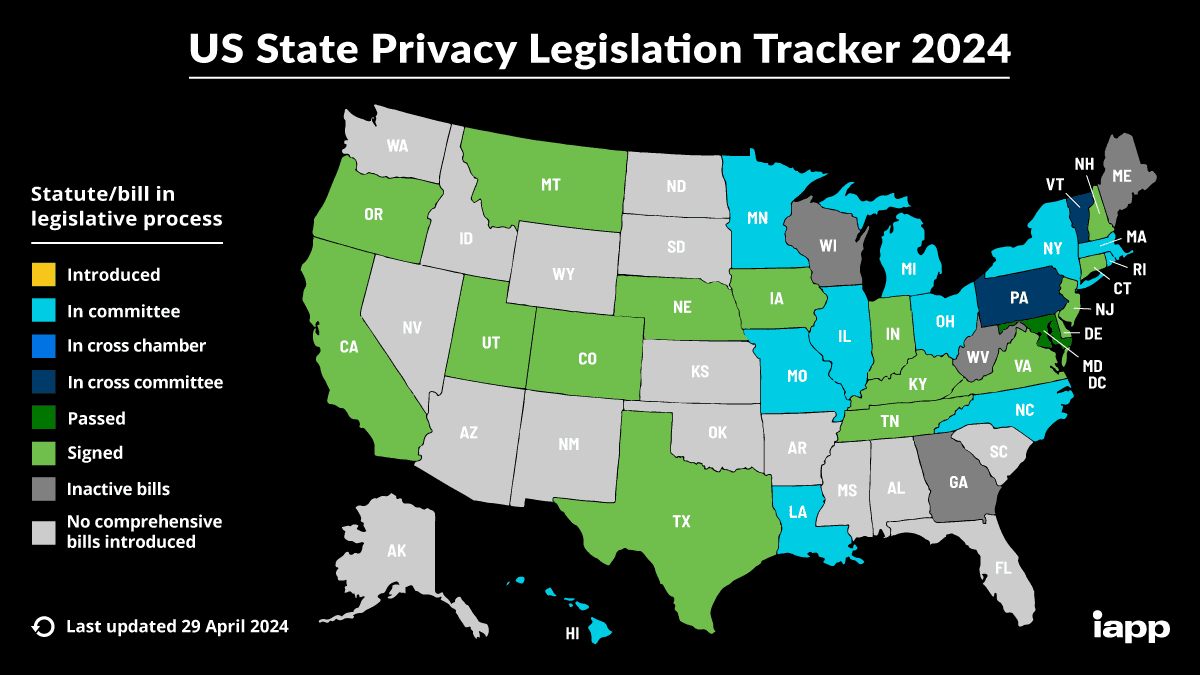 US State Privacy Legislation Tracker 2024
Statute/bill in
legislative process
Introduced
In committee
In cross chamber
In cross committee
Passed
Signed
Inactive bills
No comprehensive
bills introduced
Last updated 29 April 2024
WA
OR
CA
NV
ID
MT
WY
UT
CO
AZ
NM
ND
SD
NE
KS
OK
TX
MN
IA
MO
AR
LA
WI
IL
MI
IN
OH
KY
TN
MS
AL
GA
FL
SC
NC
VA
WV
PA
NY
VT
NH
ME
MA
RI
CT
NJ
DE
MD
DC
AK
HI
iapp